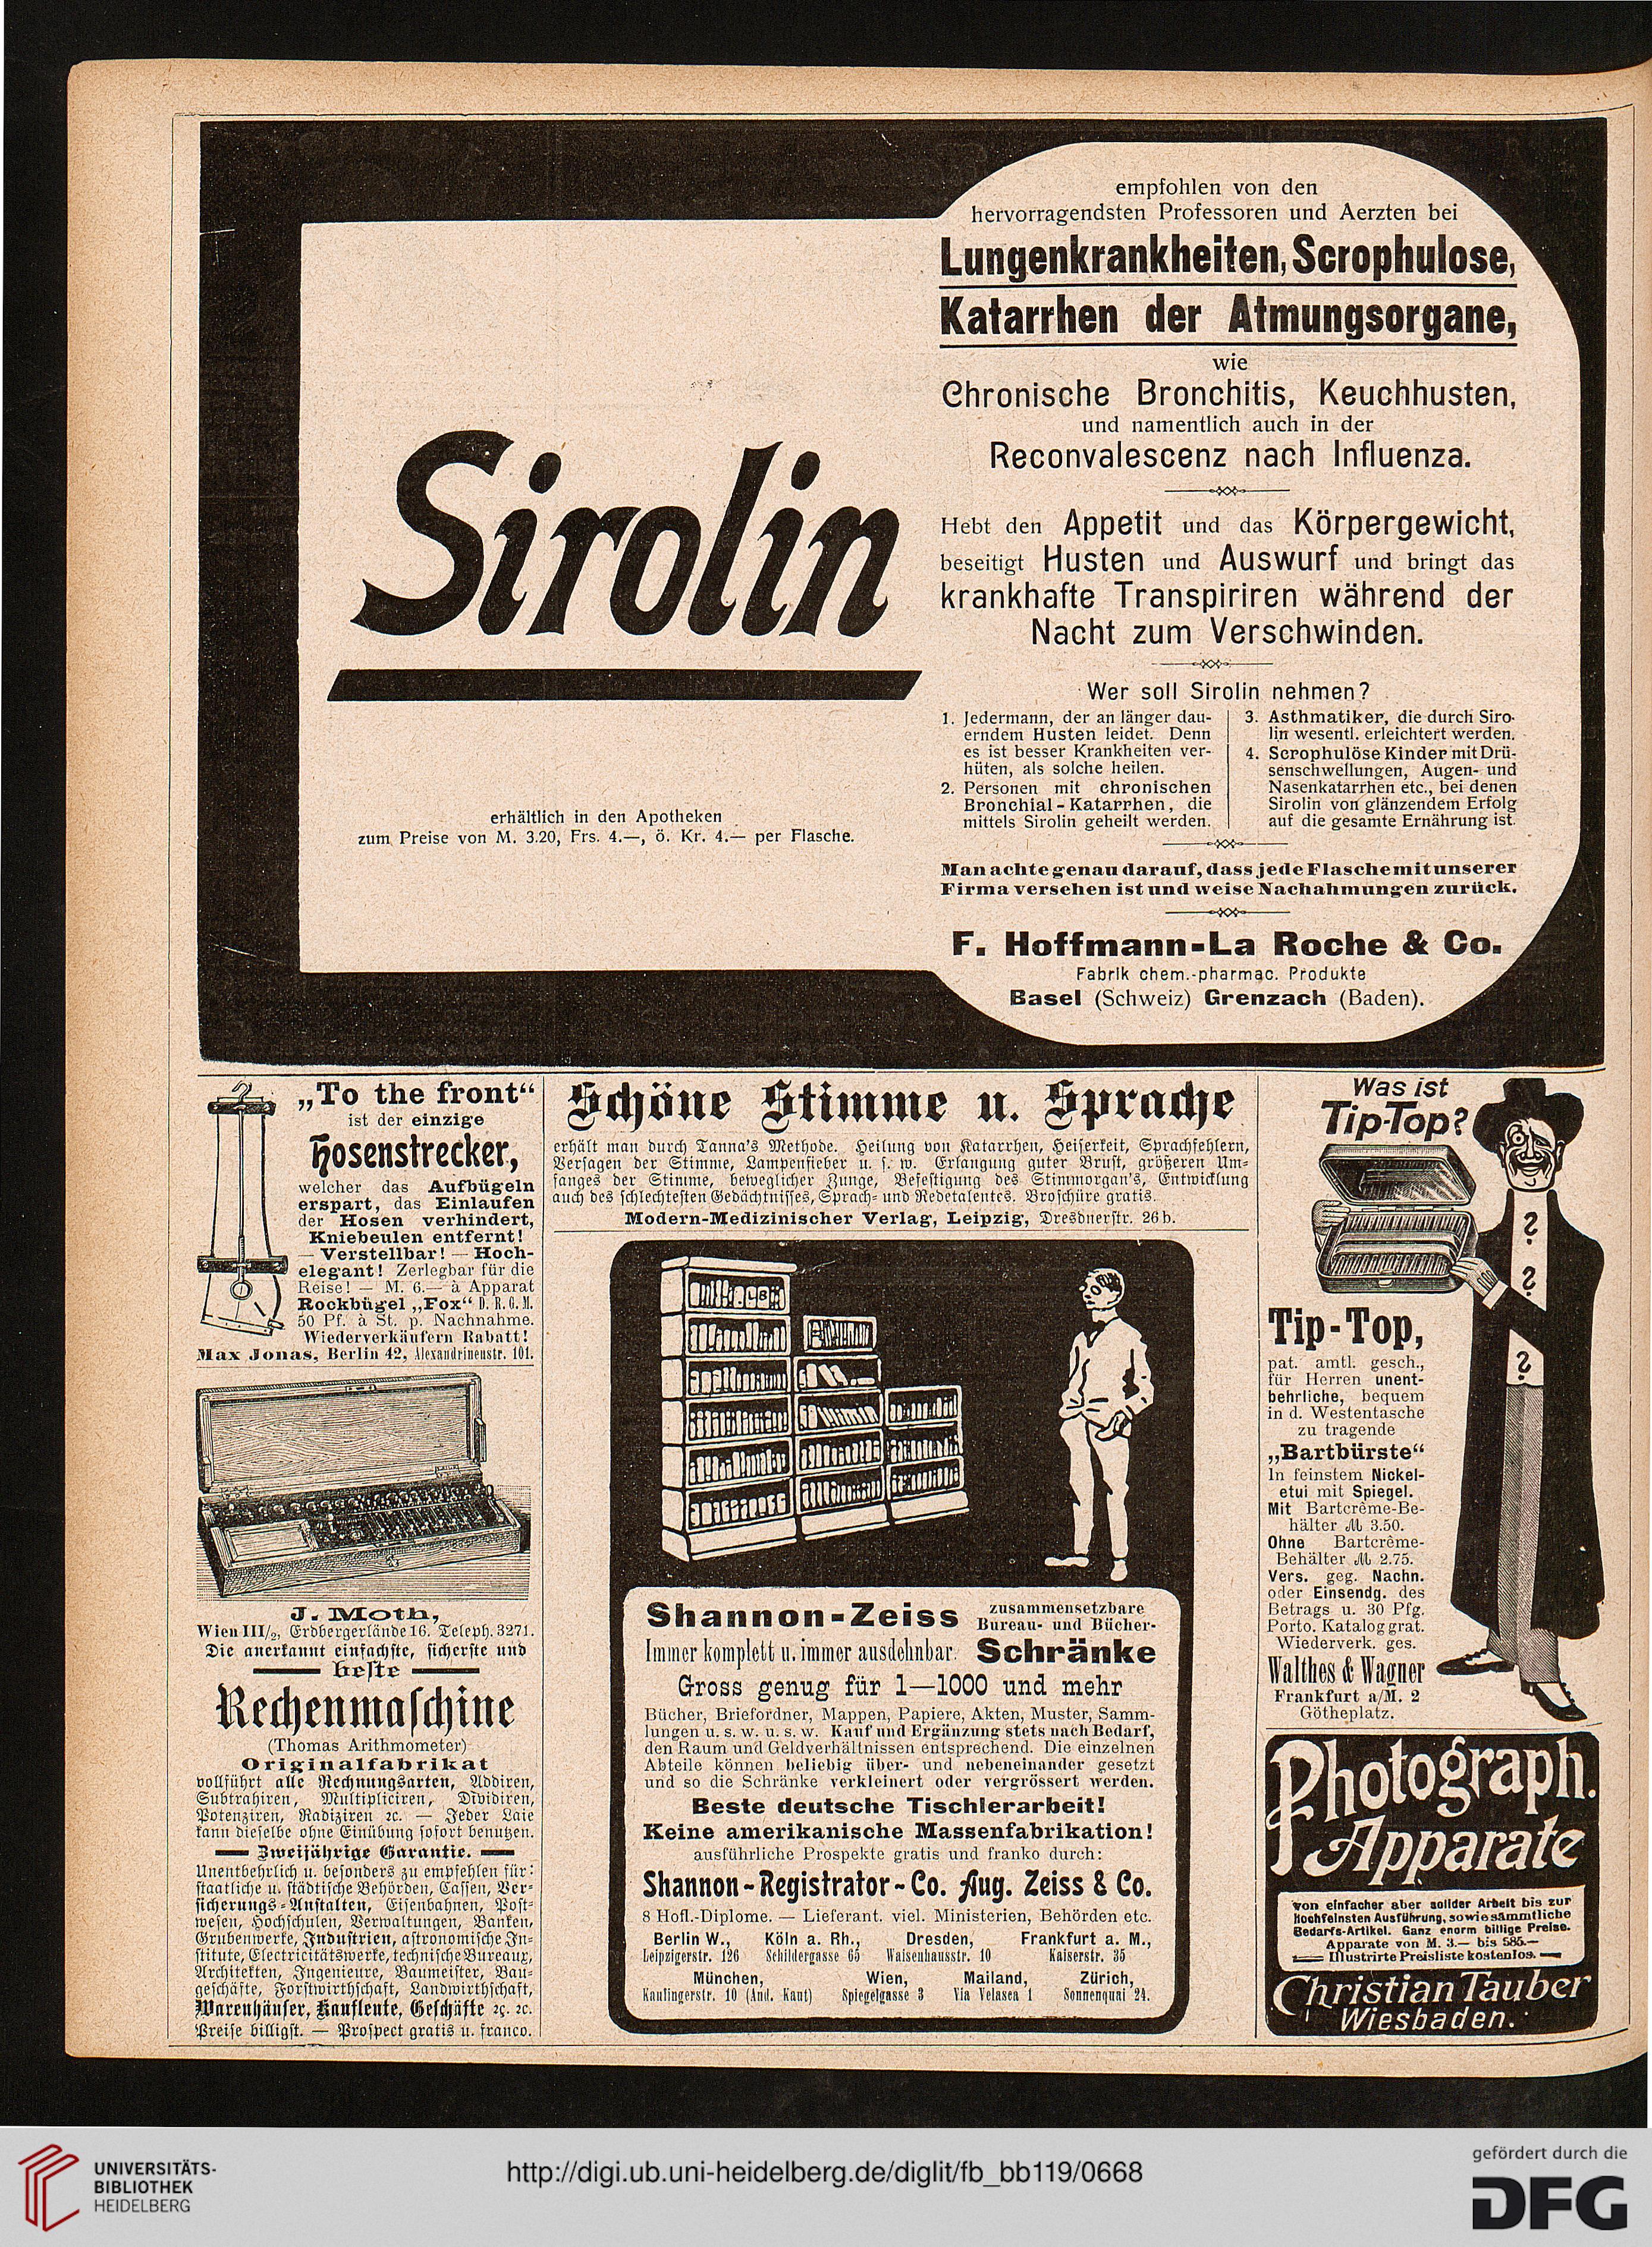 empfohlen von den
hervorragendsten Professoren und Aerzten bei
Lungenkrankheiten, Scrophulose,
Katarrhen der Atmungsorgane,
wie
Chronische Bronchitis, Keuchhusten,
und namentlich auch in der
Reconvalescenz nach Influenza.
Hebt den Appetit und das Körpergewicht,
beseitigt Husten und Auswurf und bringt das
krankhafte Transpiriren während der
Nacht zum Verschwinden.
Sirolin
erhältlich in den Apotheken
zum Preise von M. 3.20, Frs. 4.—, ö. Kr. 4.— per Flasche.
Wer soll Sirolin nehmen?
1. Jedermann, der an länger dau-
erndem Husten leidet. Denn
es ist besser Krankheiten ver-
hüten, als solche heilen.
2. Personen mit chronischen
Bronchial-Katarrhen, die
mittels Sirolin geheilt werden.
3. Asthmatiker, die durch Siro-
lin wesentl. erleichtert werden.
4. Scrophulöse Kinder mit Drü-
senschwellungen, Augen- und
Nasenkatarrhen etc., bei denen
Sirolin von glänzendem Erfolg
auf die gesamte Ernährung ist.
Man achte genau darauf, dass jede Flasche mit unserer
Firma versehen ist und weise Nachahmungen zurück.
F. Hoffmann-La Roche & Co.
Fabrik chem.-pharmac. Produkte
Basel (Schweiz) Grenzach (Baden).
„To the front“
ist der einzige
Hosenstrecker,
welcher das Aufbügeln
erspart, das Einlaufen
der Hosen verhindert,
Kniebeulen entfernt!
— Verstellbar! — Hoch-
elegant! Zerlegbar für die
Reise! — M. 6.— à Apparat
Rockbügel „Fox“ D. R. G. M.
50 Pf. à St. p. Nachnahme.
Wiederverkäufern Rabatt!
Max Jonas, Berlin 42, Alexandrinenstr. 101.
J. Moth,
Wien III/2, Erdbergerlände 16. Teleph. 3271.
Die anerkannt einfachste, sicherste und
beste
Rechenmaschine
(Thomas Arithmometer)
Originalfabrikat
vollführt alle Rechnungsarten, Addiren,
Subtrahiren, Multipliciren, Dividiren,
Potenziren, Radiziren ꝛc. — Jeder Laie
kann dieselbe ohne Einübung sofort benutzen.
Zweijährige Garantie.
Unentbehrlich u. besonders zu empfehlen für:
staatliche u. städtische Behörden, Cassen, Ver-
sicherungs-Anstalten, Eisenbahnen, Post-
wesen, Hochschulen, Verwaltungen, Banken,
Grubenwerke, Industrien, astronomische In-
stitute, Electricitätswerke, technische Bureaux,
Architekten, Ingenieure, Baumeister, Bau-
geschäfte, Forstwirthschaft, Landwirthschaft,
Warenhäuser, Kaufleute, Geschäfte ꝛc. ꝛc.
Preise billigst. — Prospect gratis u. franco.
Schöne Stimme u. Sprache
erhält man durch Tanna's Methode. Heilung von Katarrhen, Heiserkeit, Sprachfehlern,
Versagen der Stimme, Lampenfieber u. s. w. Erlangung guter Brust, größeren Um-
fanges der Stimme, beweglicher Zunge, Befestigung des Stimmorgan's, Entwicklung
auch des schlechtesten Gedächtnisses, Sprach- und Redetalentes. Broschüre gratis.
Modern-Medizinischer Verlag, Leipzig, Dresdnerstr. 26b.
Shannon-Zeiss zusammensetzbare
Bureau- und Bücher-
Immer komplett u. immer ausdehnbar. Schränke
Gross genug für 1—1000 und mehr
Bücher, Briefordner, Mappen, Papiere, Akten, Muster, Samm-
lungen u. s. w. u. s. w. Kauf und Ergänzung stets nach Bedarf,
den Raum und Geldverhältnissen entsprechend. Die einzelnen
Abteile können beliebig über- und nebeneinander gesetzt
und so die Schränke verkleinert oder vergrössert werden.
Beste deutsche Tischlerarbeit!
Keine amerikanische Massenfabrikation!
ausführliche Prospekte gratis und franko durch:
Shannon-Registrator-Co. Aug. Zeiss & Co.
8 Hofl.-Diplome. — Lieferant. viel. Ministerien, Behörden etc.
Berlin W., Köln a. Rh., Dresden, Frankfurt a. M.,
Leipzigerstr. 126 Schildergasse 65 Waisenhausstr. 10 Kaiserstr. 35
München, Wien, Mailand, Zürich,
Kaufingerstr. 10 (And. Kaut) Spiegelgasse 3 Via Velasca 1 Sonnenquai 24.
Was ist
Tip-Top?
?
?
?
Tip-Top,
pat. amtl. gesch.,
für Herren unent-
behrliche, bequem
in d. Westentasche
zu tragende
„Bartbürste“
In feinstem Nickel-
etui mit Spiegel.
Mit Bartcrême-Be-
hälter ℳ 3.50.
Ohne Bartcrême-
Behälter ℳ 2.75.
Vers. geg. Nachn.
oder Einsendg. des
Betrags u. 30 Pfg.
Porto. Katalog grat.
Wiederverk. ges.
Walthes & Wagner
Frankfurt a/M. 2
Götheplatz.
Photograph.
Apparate
von einfacher aber solider Arbeit bis zur
hochfeinsten Ausführung, sowie sämmtliche
Bedarfs-Artikel. Ganz enorm billige Preise.
Apparate von M. 3.— bis 585.—
Illustrirte Preisliste kostenlos.
Christian Tauber
Wiesbaden.
UNIVERSITÄTS-
BIBLIOTHEK
HEIDELBERG
http://digi.ub.uni-heidelberg.de/diglit/fb_bb119/0668
gefördert durch die
DFG